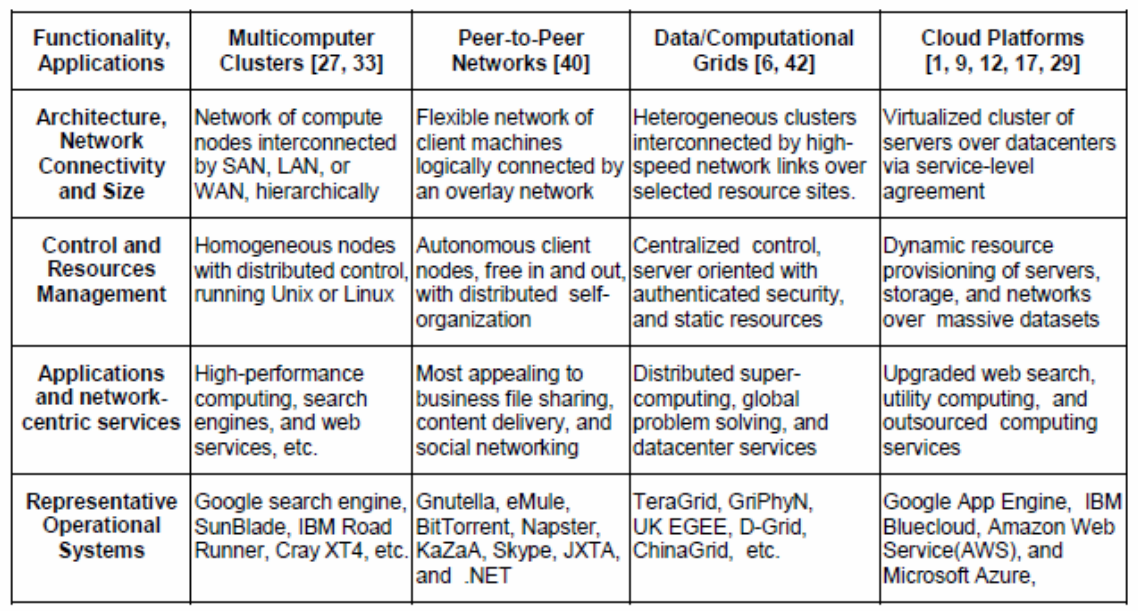 Functionality,
Applications
Multicomputer
Clusters [27, 33]
Peer-to-Peer
Networks [40]
Data/Computational
Grids [6, 42]
Cloud Platforms
[1, 9, 12, 17, 29]
Architecture,
Network
Connectivity
and Size
Network of compute
nodes interconnected
by SAN, LAN, or
WAN, hierarchically
Flexible network of
client machines
logically connected by
an overlay network
Heterogeneous clusters
interconnected by high-
speed network links over
selected resource sites.
Virtualized cluster of
servers over datacenters
via service-level
agreement
Control and
Resources
Management
Homogeneous nodes
with distributed control,
running Unix or Linux
Autonomous client
nodes, free in and out,
with distributed self-
organization
Centralized control,
server oriented with
authenticated security,
and static resources
Dynamic resource
provisioning of servers,
storage, and networks
over massive datasets
Applications
and network-
centric services
High-performance
computing, search
engines, and web
services, etc.
Most appealing to
business file sharing,
content delivery, and
social networking
Distributed super-
computing, global
problem solving, and
datacenter services
Upgraded web search,
utility computing, and
outsourced computing
services
Representative
Operational
Systems
Google search engine,
SunBlade, IBM Road
Runner, Cray XT4, etc.
Gnutella, eMule,
BitTorrent, Napster,
KaZaA, Skype, JXTA,
and .NET
TeraGrid, GriPhyN,
UK EGEE, D-Grid,
ChinaGrid, etc.
Google App Engine, IBM
Bluecloud, Amazon Web
Service(AWS), and
Microsoft Azure,